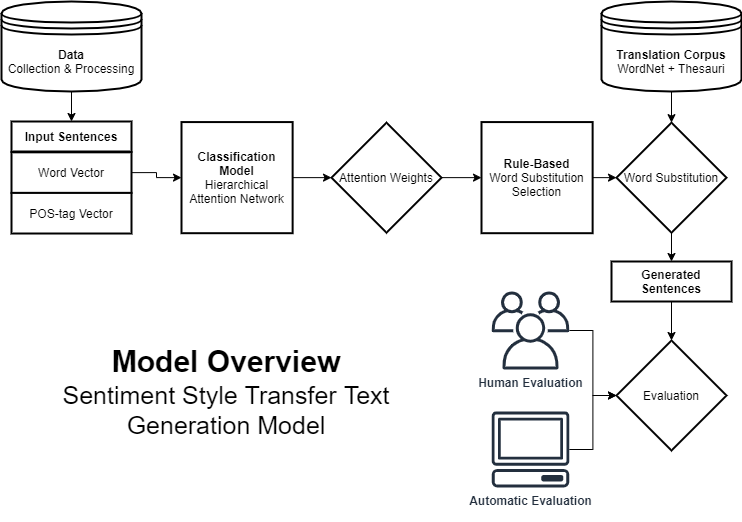 Data
Collection & Processing
Translation Corpus
WordNet + Thesauri
Input Sentences
Word Vector
POS-tag Vector
Classification
Model
Hierarchical
Attention Network
Attention Weights
Rule-Based
Word Substitution
Selection
Word Substitution
Generated
Sentences
Model Overview
Sentiment Style Transfer Text
Generation Model
Human Evaluation
Evaluation
Automatic Evaluation